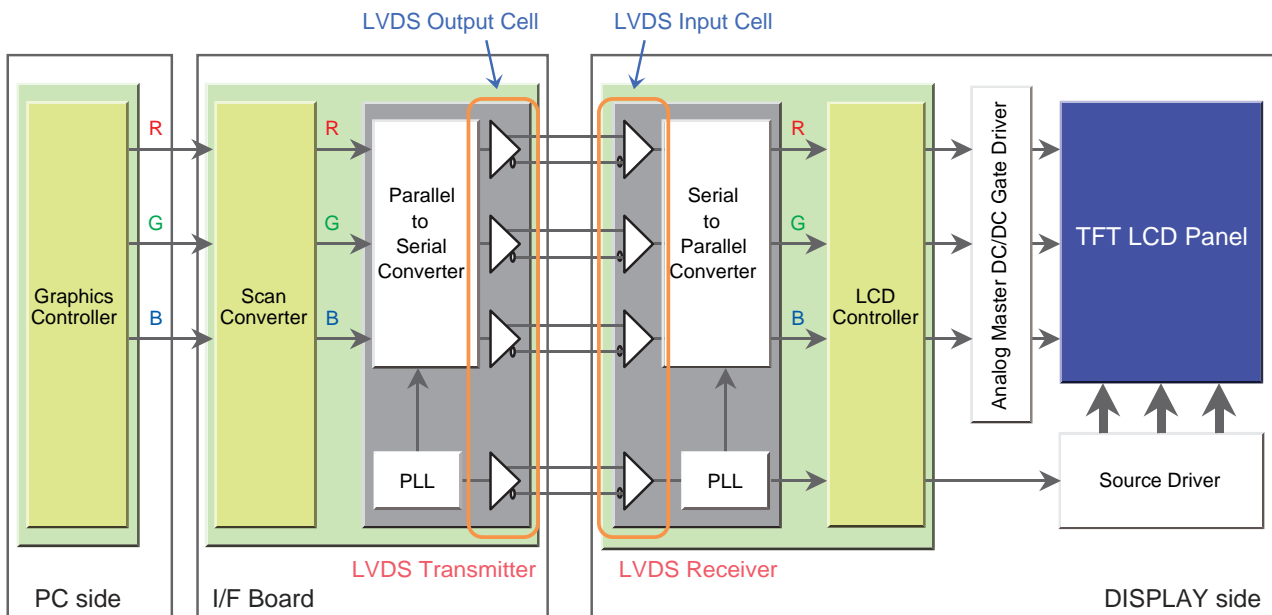 LVDS Output Cell
LVDS Input Cell
R
R
R
G
G
G
B
B
B
Graphics
Controller
Scan
Converter
Parallel
to
Serial
Converter
Serial
to
Parallel
Converter
LCD
Controller
Analog Master DC/DC Gate Driver
TFT LCD Panel
PLL
PLL
Source Driver
LVDS Transmitter
LVDS Receiver
PC side
I/F Board
DISPLAY side